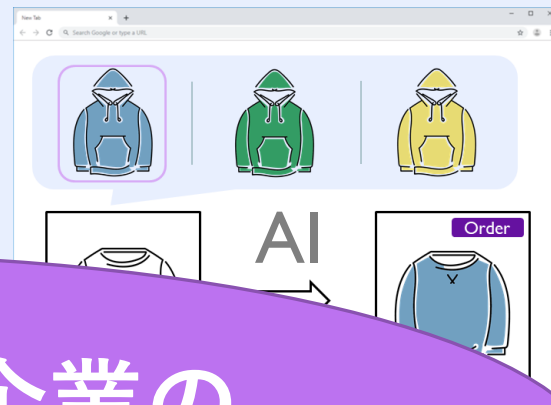 New Tab
Search Google or type a URL
AI
Order
企業の